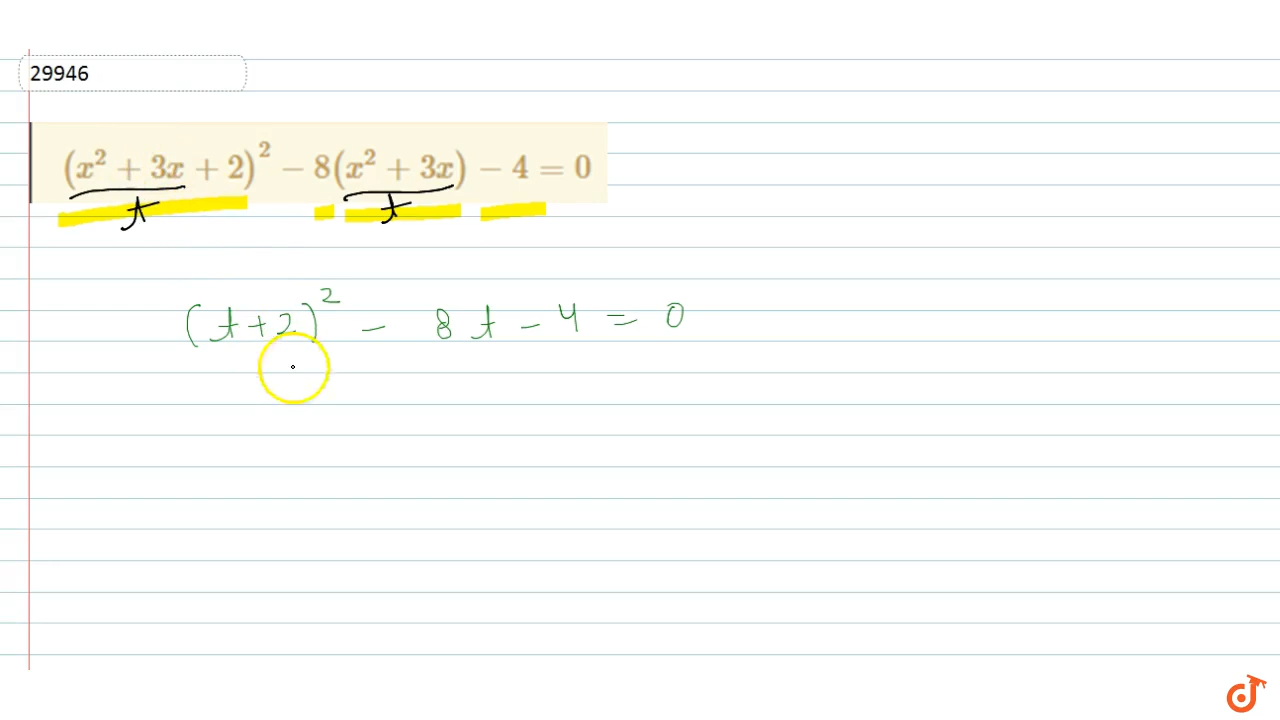 29946
(x² + 3x + 2)² − 8(x² + 3x) − 4 = 0
t t
(t+2)² − 8t − 4 = 0